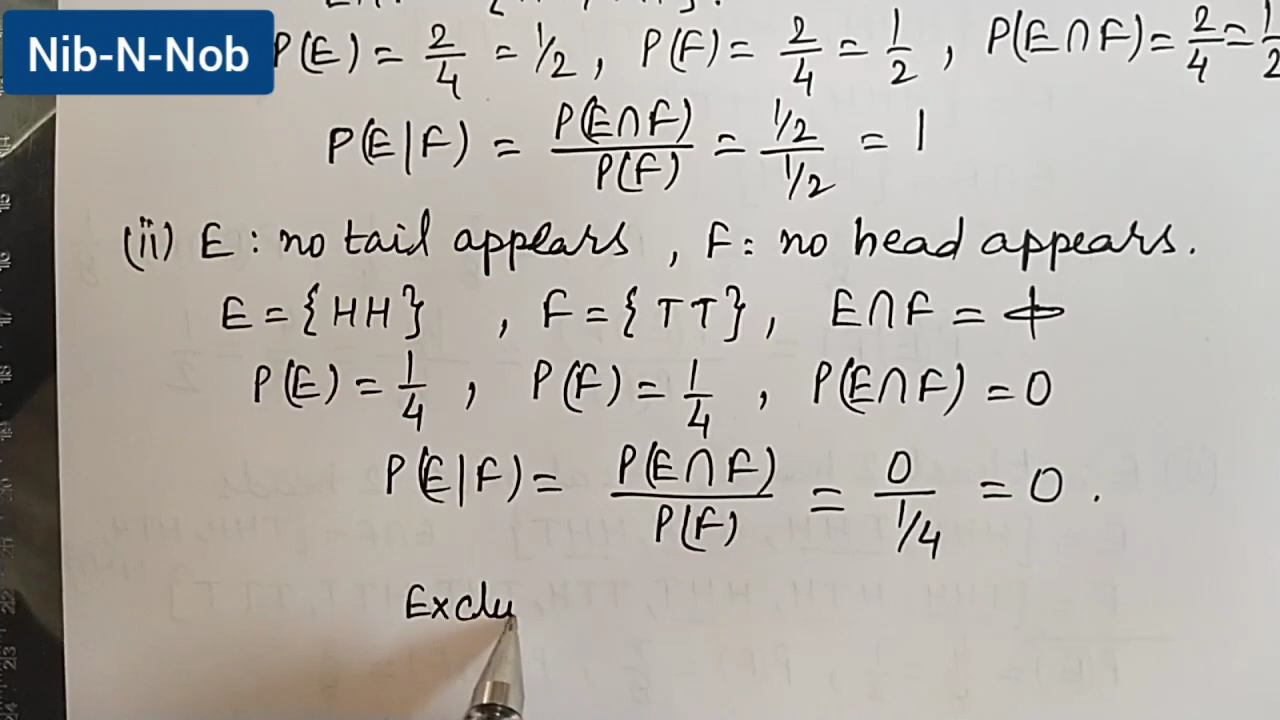 Nib-N-Nob
P(E) = 2/4 = 1/2, P(F) = 2/4 = 1/2, P(E∩F) = 2/4 = 1/2
P(E|F) = P(E∩F)/P(F) = 1/2 / 1/2 = 1
(ii) E: no tail appears, F: no head appears.
E = {HH}, F = {TT}, E∩F = ϕ
P(E) = 1/4, P(F) = 1/4, P(E∩F) = 0
P(E|F) = P(E∩F)/P(F) = 0 / 1/4 = 0.
Exclu